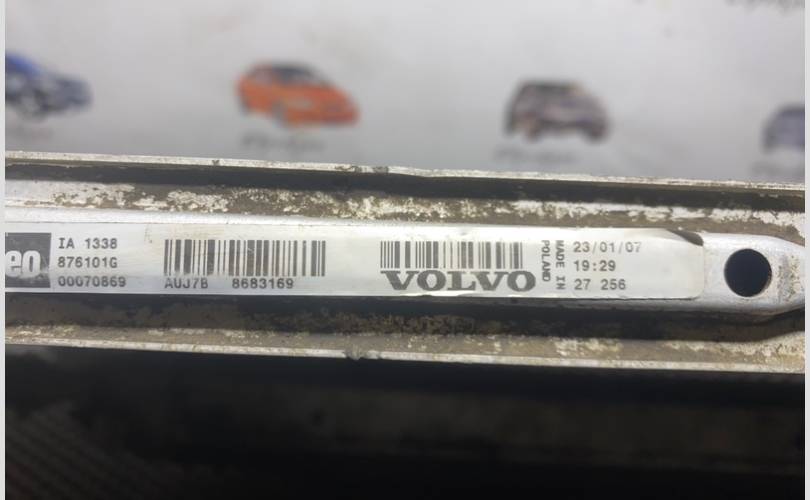 eo
IA 1338
876101G
00070869
AUJ7B 8683169
VOLVO
MADE IN
POLAND
23/01/07
19:29
27 256